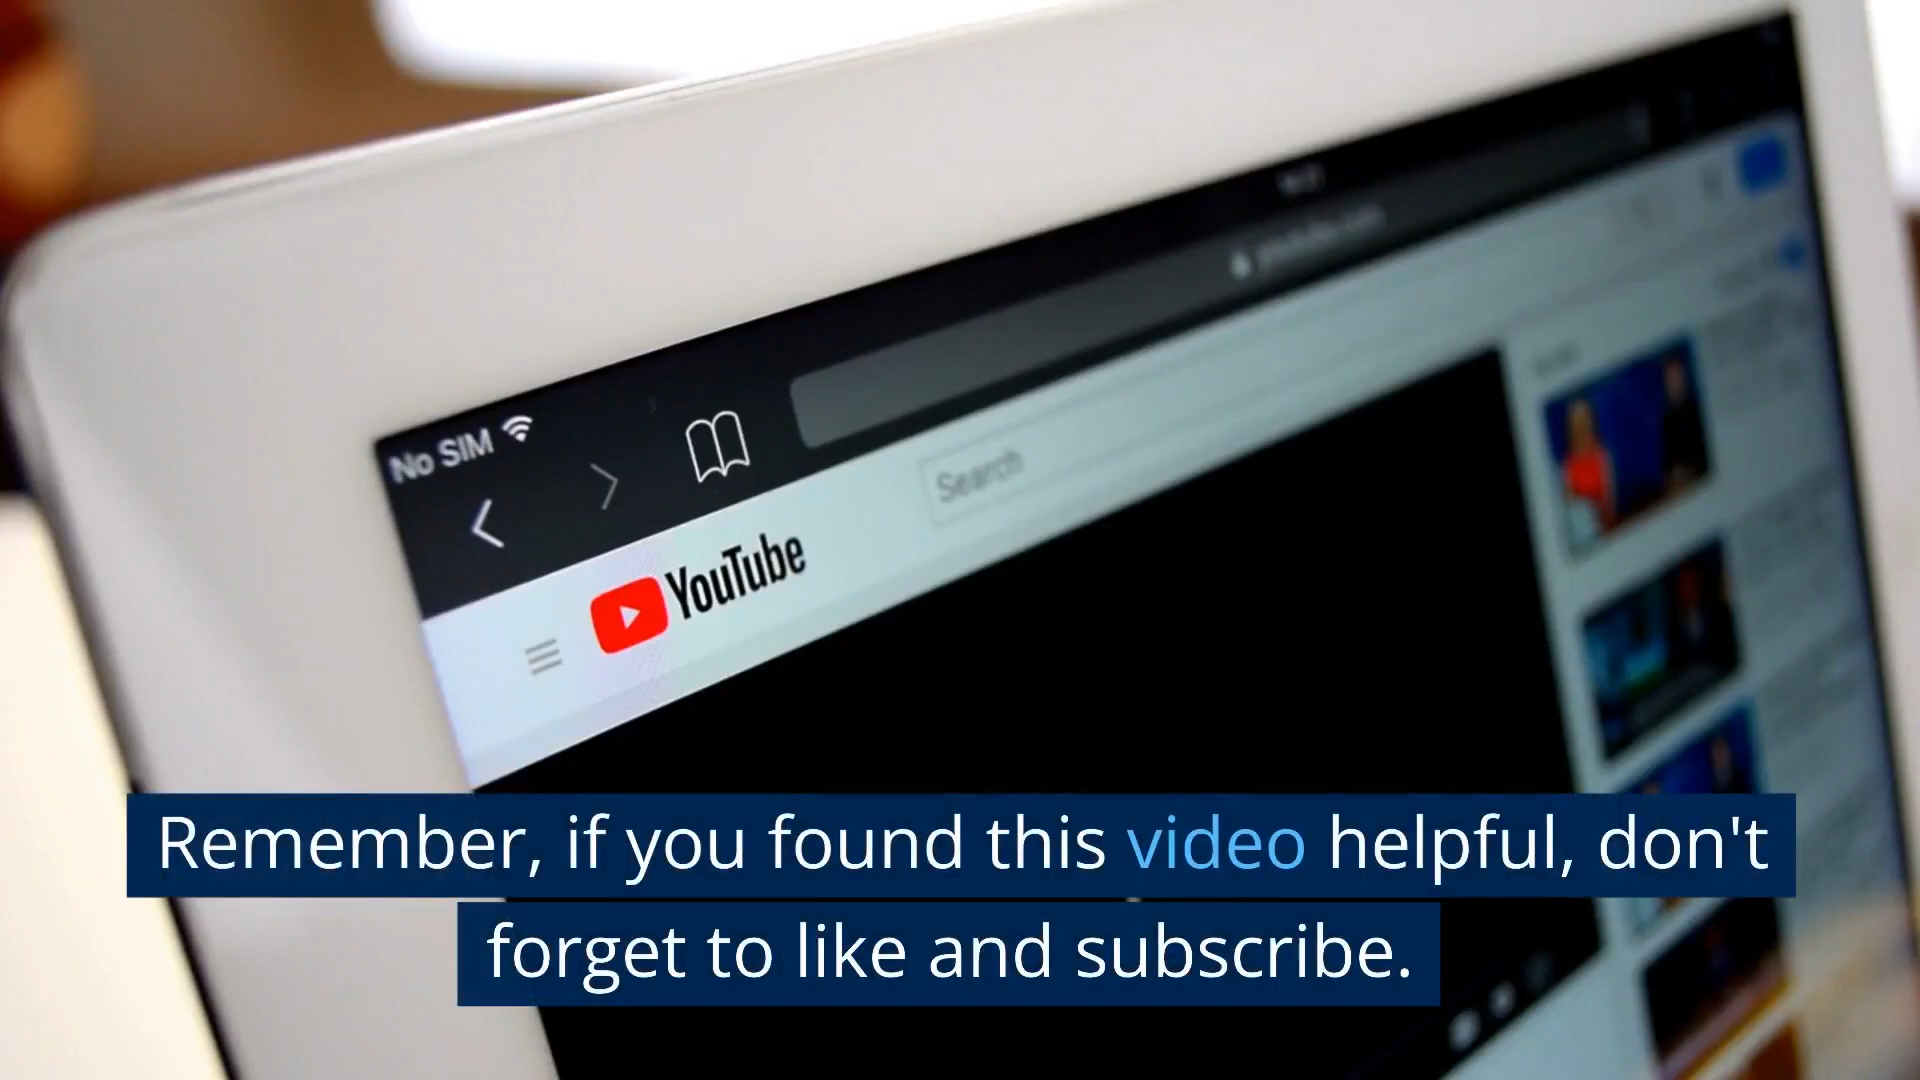 No SIM
Search
YouTube
Remember, if you found this video helpful, don't
forget to like and subscribe.